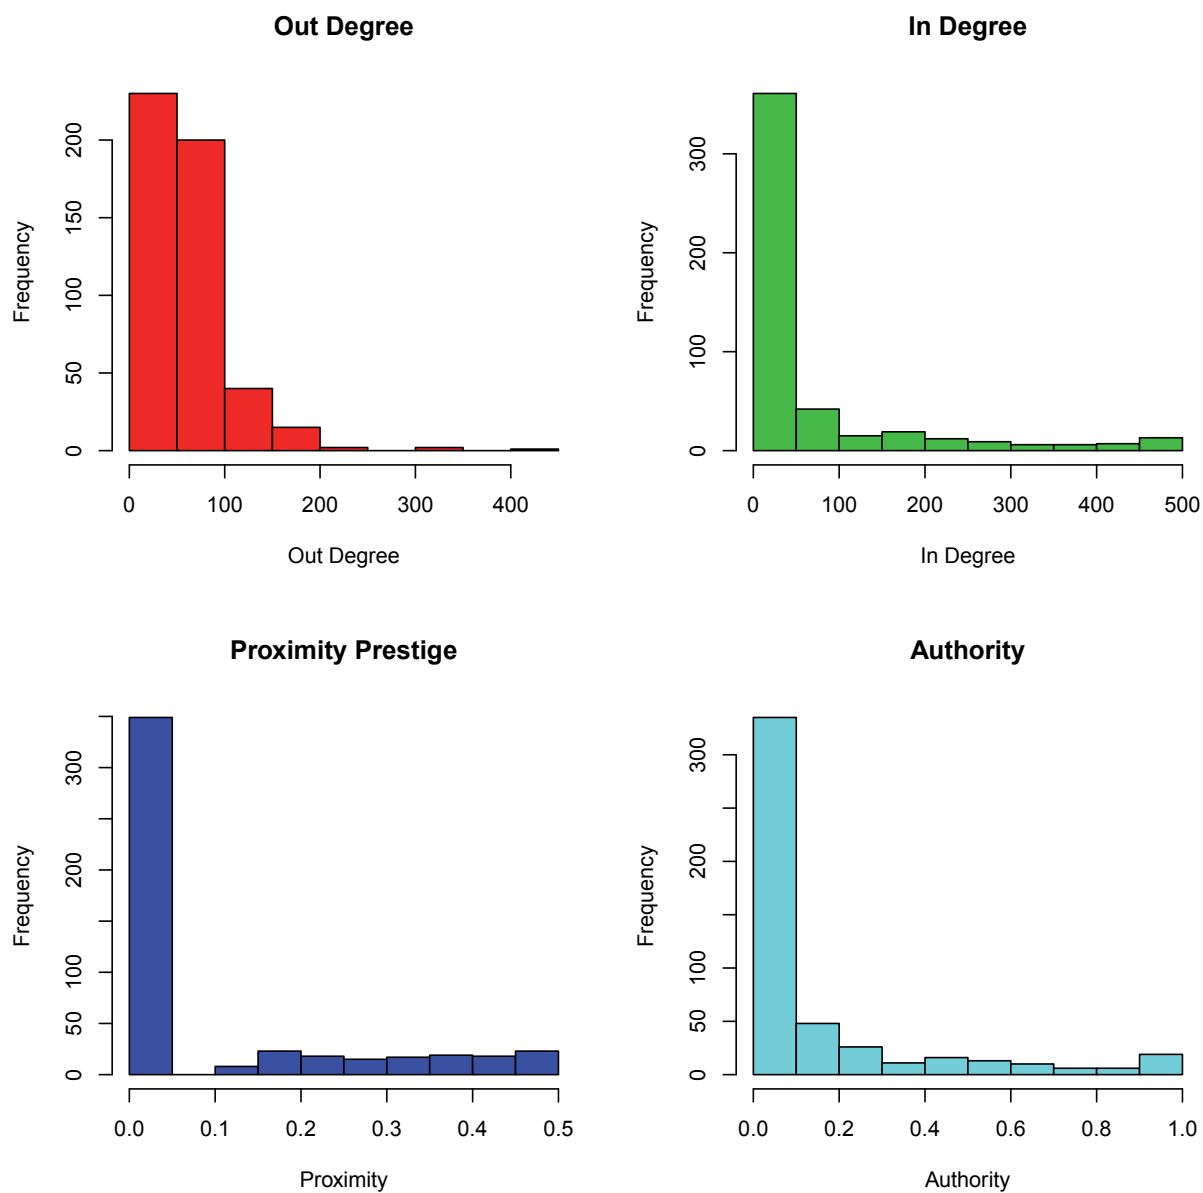 Out Degree
Frequency
200
150
100
50
0
0 100 200 300 400
Out Degree
In Degree
Frequency
300
200
100
0
0 100 200 300 400 500
In Degree
Proximity Prestige
Frequency
300
200
100
50
0
0.0 0.1 0.2 0.3 0.4 0.5
Proximity
Authority
Frequency
300
200
100
50
0
0.0 0.2 0.4 0.6 0.8 1.0
Authority